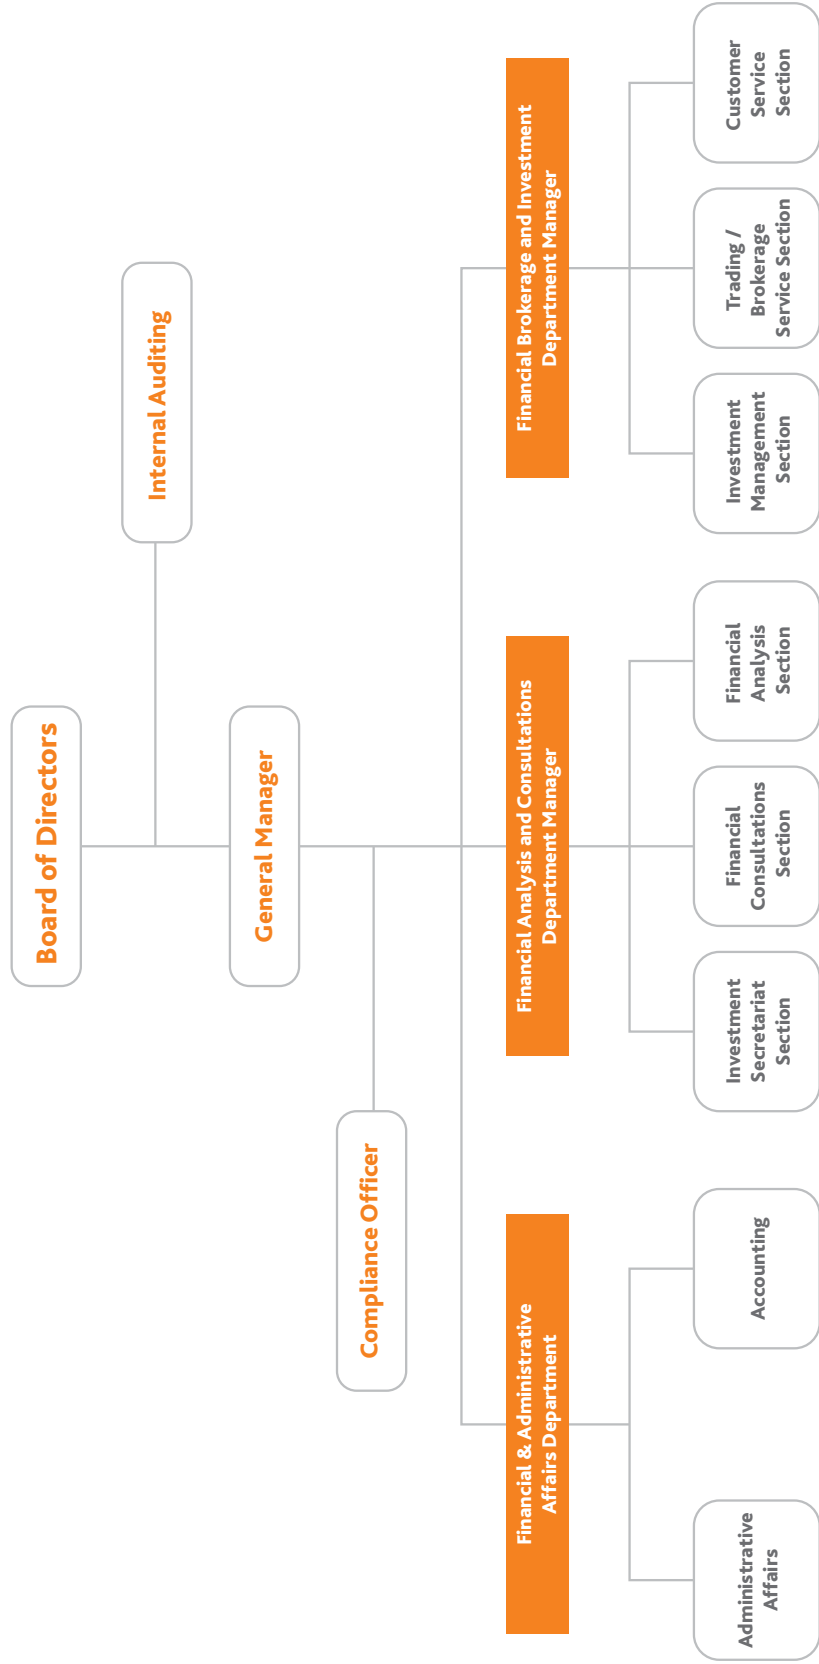 Board of Directors
Internal Auditing
General Manager
Compliance Officer
Financial & Administrative
Affairs Department
Financial Analysis and Consultations
Department Manager
Financial Brokerage and Investment
Department Manager
Administrative
Affairs
Accounting
Investment
Secretariat
Section
Financial
Consultations
Section
Financial
Analysis
Section
Investment
Management
Section
Trading /
Brokerage
Service Section
Customer
Service
Section